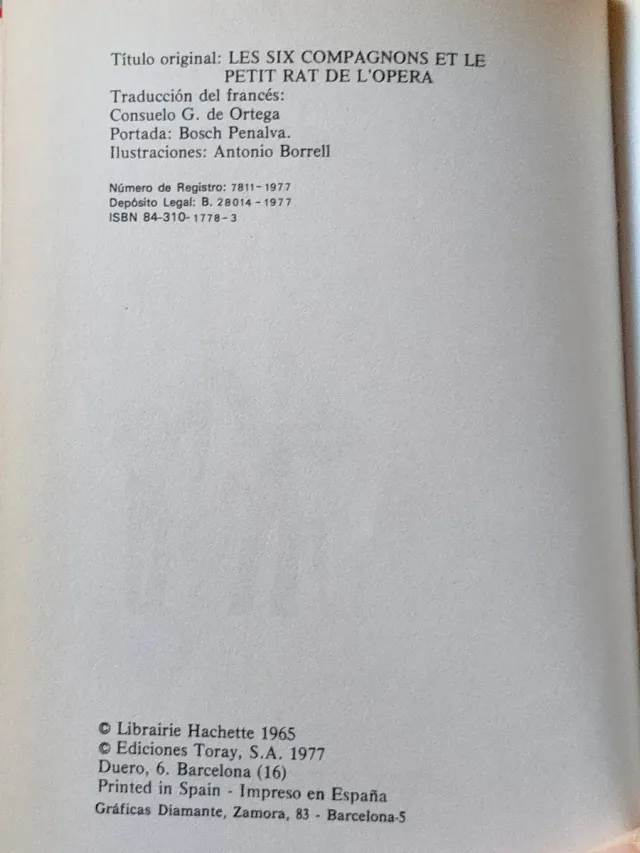 Título original: LES SIX COMPAGNONS ET LE
PETIT RAT DE L'OPERA
Traducción del francés:
Consuelo G. de Ortega
Portada: Bosch Penalva.
Ilustraciones: Antonio Borrell
Número de Registro: 7811-1977
Depósito Legal: B. 28014-1977
ISBN 84-310-1778-3
© Librairie Hachette 1965
© Ediciones Toray, S.A. 1977
Duero, 6. Barcelona (16)
Printed in Spain - Impreso en España
Gráficas Diamante, Zamora, 83 - Barcelona-5